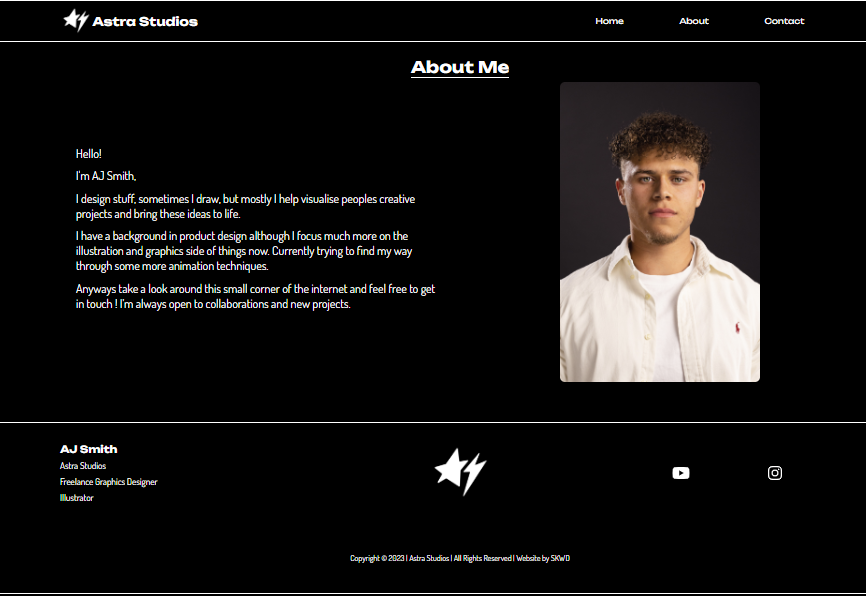 Astra Studios
Home
About
Contact
About Me
Hello!
I'm AJ Smith,
I design stuff, sometimes I draw, but mostly I help visualise peoples creative
projects and bring these ideas to life.
I have a background in product design although I focus much more on the
illustration and graphics side of things now. Currently trying to find my way
through some more animation techniques.
Anyways take a look around this small corner of the internet and feel free to get
in touch ! I'm always open to collaborations and new projects.
AJ Smith
Astra Studios
Freelance Graphics Designer
Illustrator
Copyright © 2023 | Astra Studios | All Rights Reserved | Website by SKWD